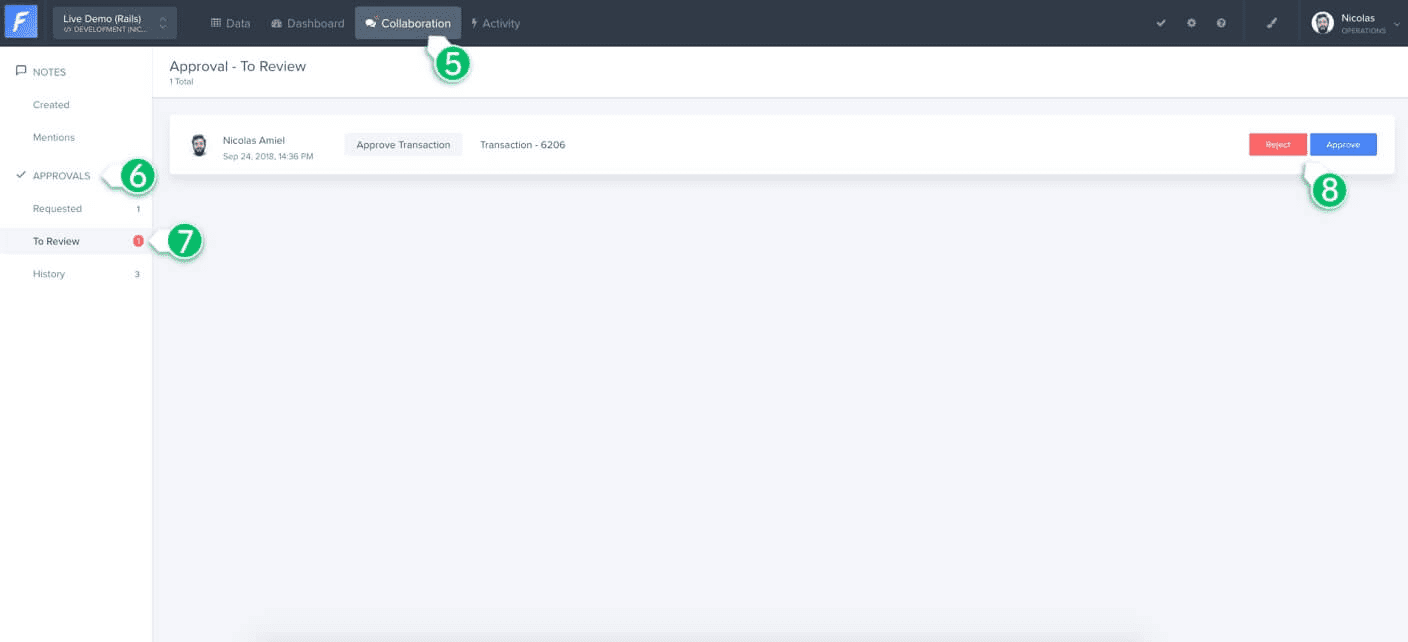 F
Live Demo (Rails)
</> DEVELOPMENT (NIC...
Data
Dashboard
Collaboration
Activity
Nicolas
OPERATIONS
5
NOTES
Created
Mentions
APPROVALS
6
Requested 1
To Review 1
7
History 3
Approval - To Review
1 Total
Nicolas Amiel
Sep 24, 2018, 14:36 PM
Approve Transaction
Transaction - 6206
Reject
Approve
8